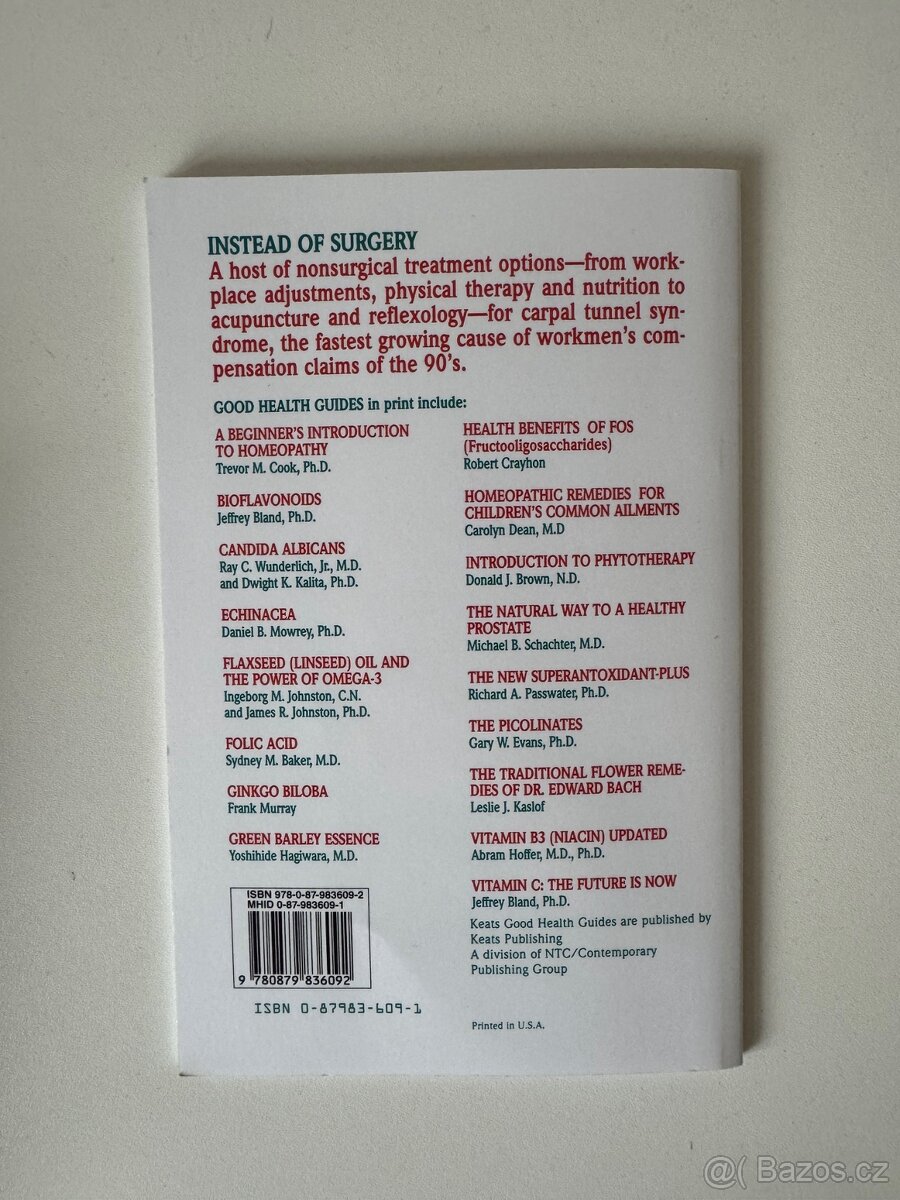 INSTEAD OF SURGERY
A host of nonsurgical treatment options—from work-
place adjustments, physical therapy and nutrition to
acupuncture and reflexology—for carpal tunnel syn-
drome, the fastest growing cause of workmen's com-
pensation claims of the 90's.
GOOD HEALTH GUIDES in print include:
A BEGINNER'S INTRODUCTION
TO HOMEOPATHY
Trevor M. Cook, Ph.D.
BIOFLAVONOIDS
Jeffrey Bland, Ph.D.
CANDIDA ALBICANS
Ray C. Wunderlich, Jr., M.D.
and Dwight K. Kalita, Ph.D.
ECHINACEA
Daniel B. Mowrey, Ph.D.
FLAXSEED (LINSEED) OIL AND
THE POWER OF OMEGA-3
Ingeborg M. Johnston, C.N.
and James R. Johnston, Ph.D.
FOLIC ACID
Sydney M. Baker, M.D.
GINKGO BILOBA
Frank Murray
GREEN BARLEY ESSENCE
Yoshihide Hagiwara, M.D.
HEALTH BENEFITS OF FOS
(Fructooligosaccharides)
Robert Crayhon
HOMEOPATHIC REMEDIES FOR
CHILDREN'S COMMON AILMENTS
Carolyn Dean, M.D
INTRODUCTION TO PHYTOTHERAPY
Donald J. Brown, N.D.
THE NATURAL WAY TO A HEALTHY
PROSTATE
Michael B. Schachter, M.D.
THE NEW SUPERANTOXIDANT-PLUS
Richard A. Passwater, Ph.D.
THE PICOLINATES
Gary W. Evans, Ph.D.
THE TRADITIONAL FLOWER REME-
DIES OF DR. EDWARD BACH
Leslie J. Kaslof
VITAMIN B3 (NIACIN) UPDATED
Abram Hoffer, M.D., Ph.D.
VITAMIN C: THE FUTURE IS NOW
Jeffrey Bland, Ph.D.
Keats Good Health Guides are published by
Keats Publishing
A division of NTC/Contemporary
Publishing Group
Printed in U.S.A.
ISBN 978-0-87-983609-2
MHID 0-87-983609-1
9 780879 836092
ISBN 0-87983-609-1
@( Bazos.cz